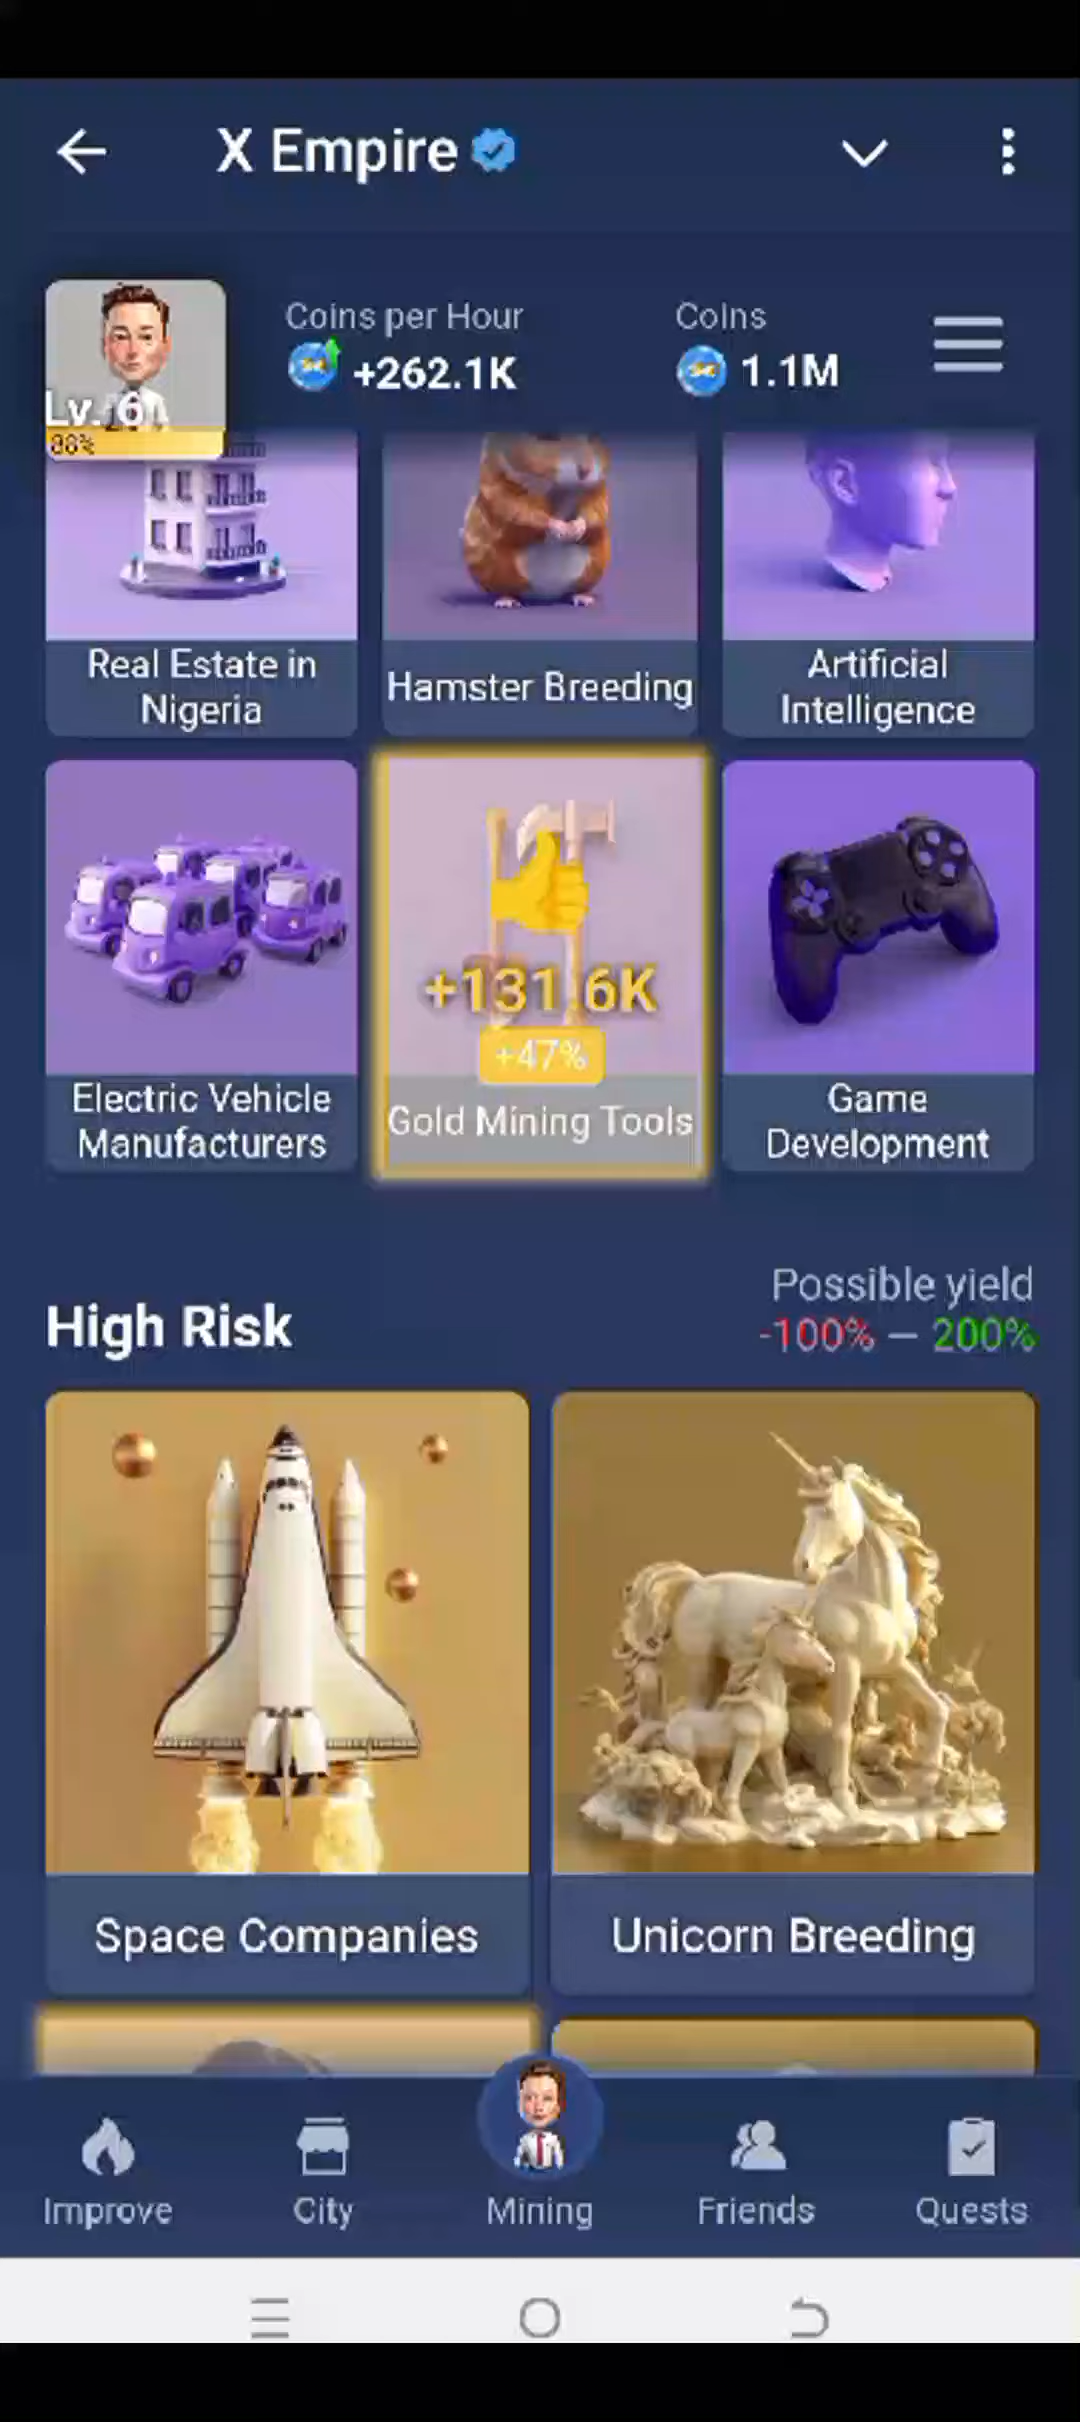 X Empire
Coins per Hour
+262.1K
Coins
1.1M
Lv. 6
88%
Real Estate in
Nigeria
Hamster Breeding
Artificial
Intelligence
Electric Vehicle
Manufacturers
+131.6K
+47%
Gold Mining Tools
Game
Development
High Risk
Possible yield
-100% — 200%
Space Companies
Unicorn Breeding
Improve
City
Mining
Friends
Quests